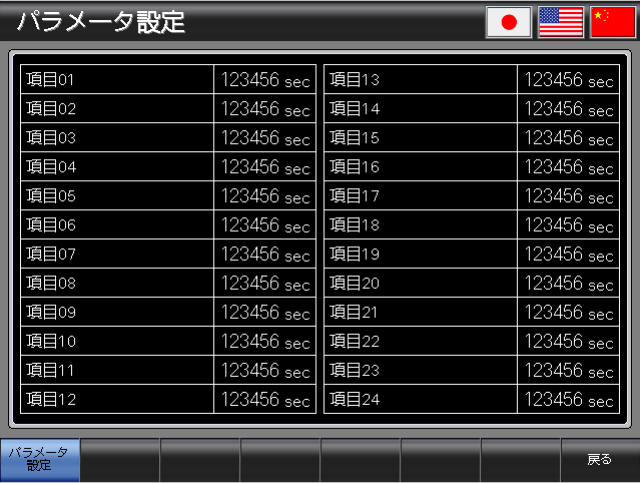 パラメータ設定
項目01 123456 sec 項目13 123456 sec
項目02 123456 sec 項目14 123456 sec
項目03 123456 sec 項目15 123456 sec
項目04 123456 sec 項目16 123456 sec
項目05 123456 sec 項目17 123456 sec
項目06 123456 sec 項目18 123456 sec
項目07 123456 sec 項目19 123456 sec
項目08 123456 sec 項目20 123456 sec
項目09 123456 sec 項目21 123456 sec
項目10 123456 sec 項目22 123456 sec
項目11 123456 sec 項目23 123456 sec
項目12 123456 sec 項目24 123456 sec
パラメータ
設定
戻る